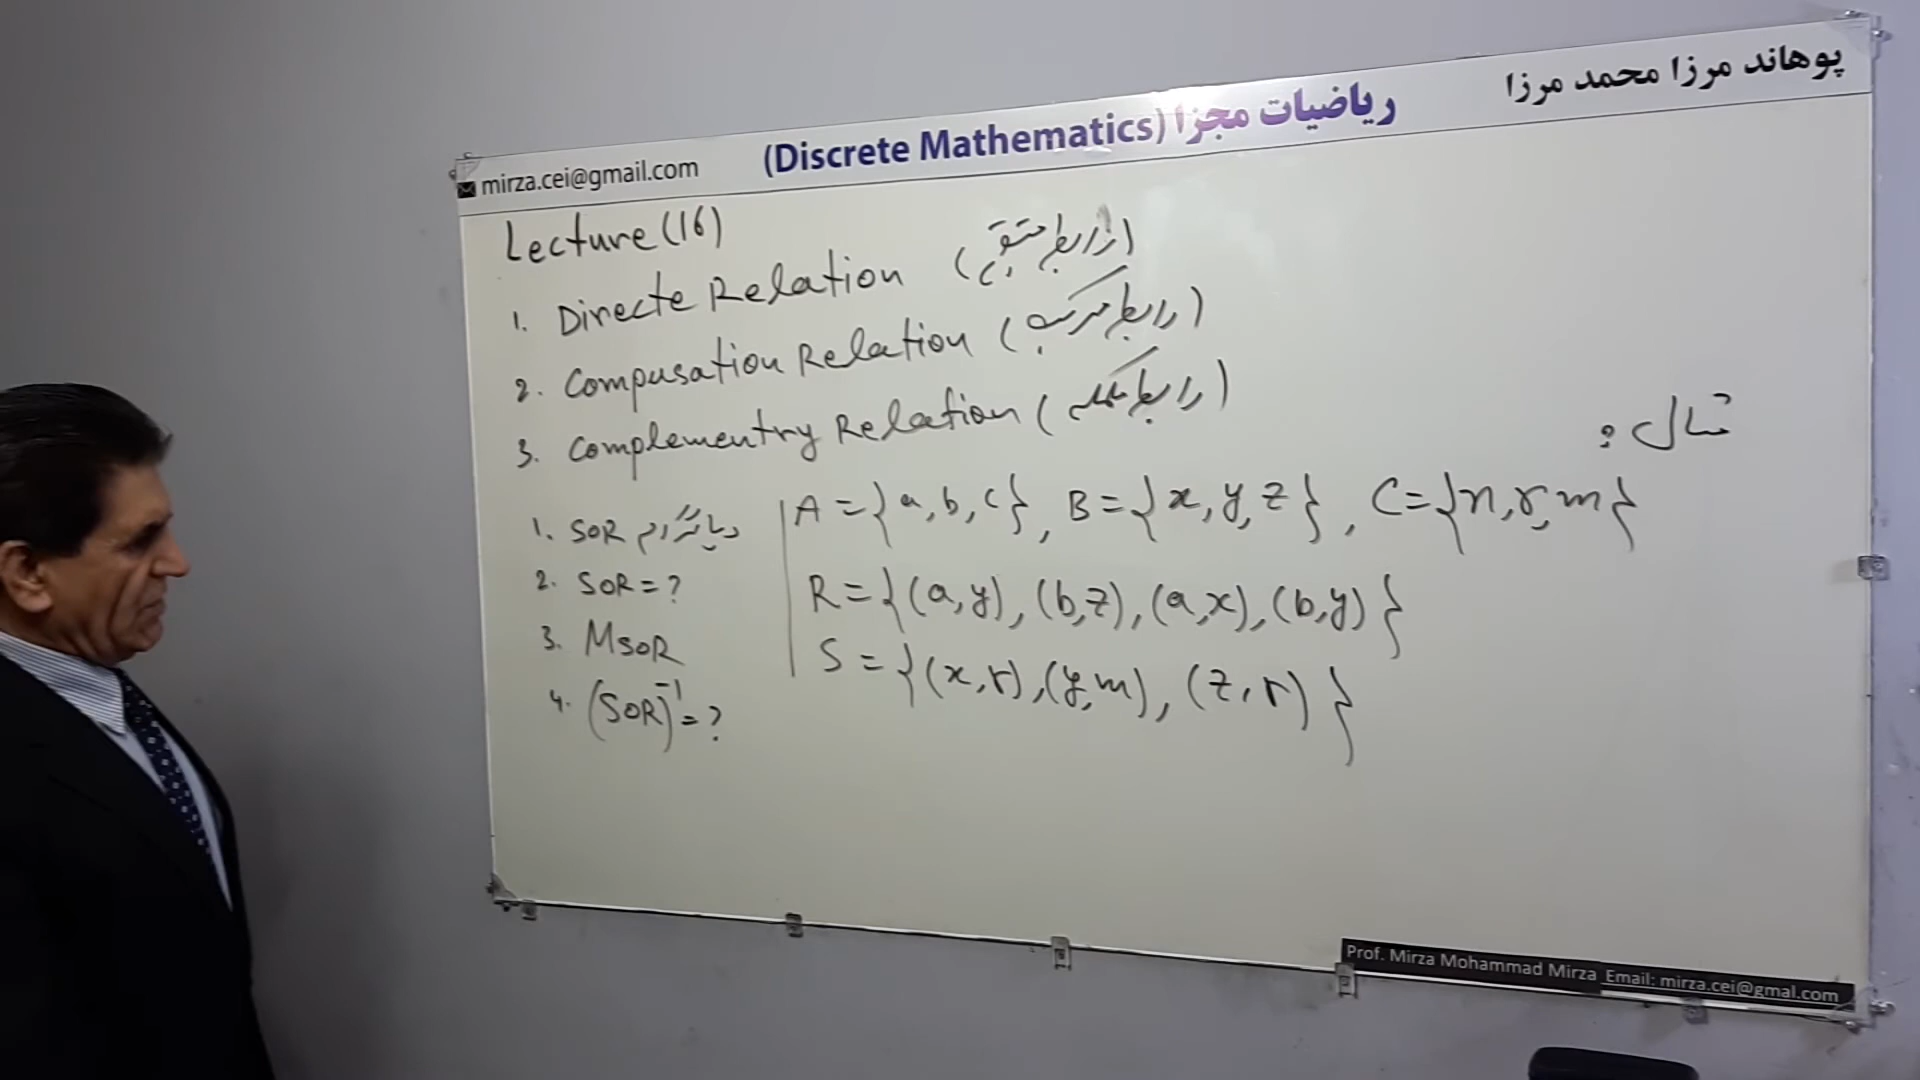 پوهاند مرزا محمد مرزا
ریاضیات مجزا (Discrete Mathematics)
mirza.cei@gmail.com
Lecture (16)
1. Directe Relation (رابطه مستقیم)
2. Compusation Relation (رابطه مرکب)
3. Complementry Relation (رابطه مکمله)
مثال:
A = {a, b, c}, B = {x, y, z}, C = {n, r, m}
R = {(a,y), (b,z), (a,x), (b,y)}
S = {(x,r), (y,m), (z,r)}
1. SOR دیاگرام
2. SOR = ?
3. MSOR
4. (SOR)⁻¹ = ?
Prof. Mirza Mohammad Mirza Email: mirza.cei@gmal.com